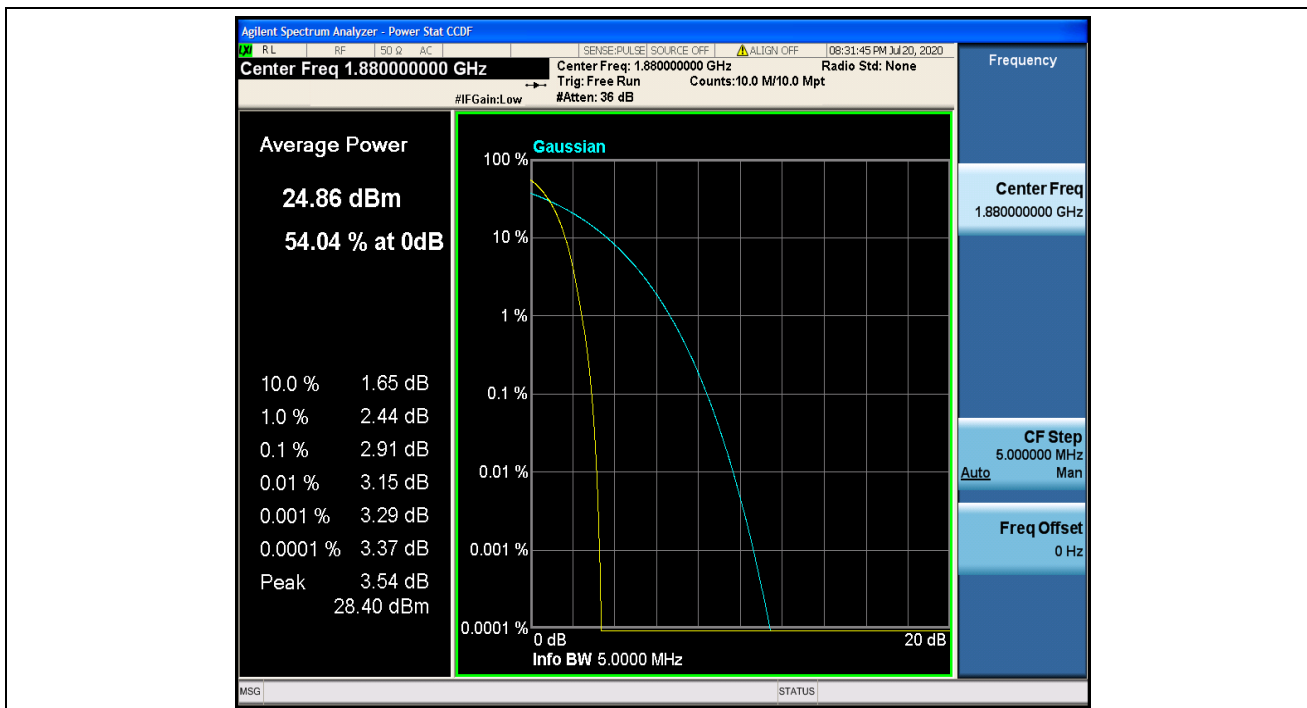 Agilent Spectrum Analyzer - Power Stat CCDF
LXI RL RF 50 Ω AC SENSE:PULSE SOURCE OFF ALIGN OFF 08:31:45 PM Jul 20, 2020
Center Freq 1.880000000 GHz
Center Freq: 1.880000000 GHz Radio Std: None
Trig: Free Run Counts:10.0 M/10.0 Mpt
#IFGain:Low #Atten: 36 dB
Average Power
24.86 dBm
54.04 % at 0dB
10.0 % 1.65 dB
1.0 % 2.44 dB
0.1 % 2.91 dB
0.01 % 3.15 dB
0.001 % 3.29 dB
0.0001 % 3.37 dB
Peak 3.54 dB
28.40 dBm
Gaussian
100 %
10 %
1 %
0.1 %
0.01 %
0.001 %
0.0001 %
0 dB 20 dB
Info BW 5.0000 MHz
Frequency
Center Freq
1.880000000 GHz
CF Step
5.000000 MHz
Auto Man
Freq Offset
0 Hz
MSG STATUS